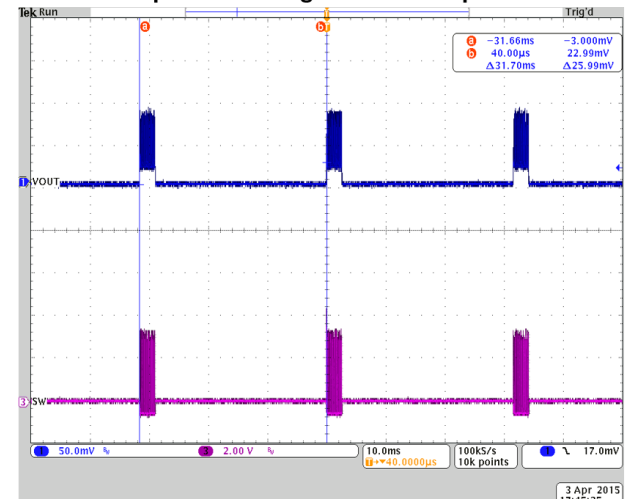 Tek Run Trig'd
a b T
a −31.66ms −3.000mV
b 40.00µs 22.99mV
Δ31.70ms Δ25.99mV
1 VOUT
3 SW
1 50.0mV 3 2.00 V 10.0ms 100kS/s 1 17.0mV
T→▼40.0000µs 10k points
3 Apr 2015